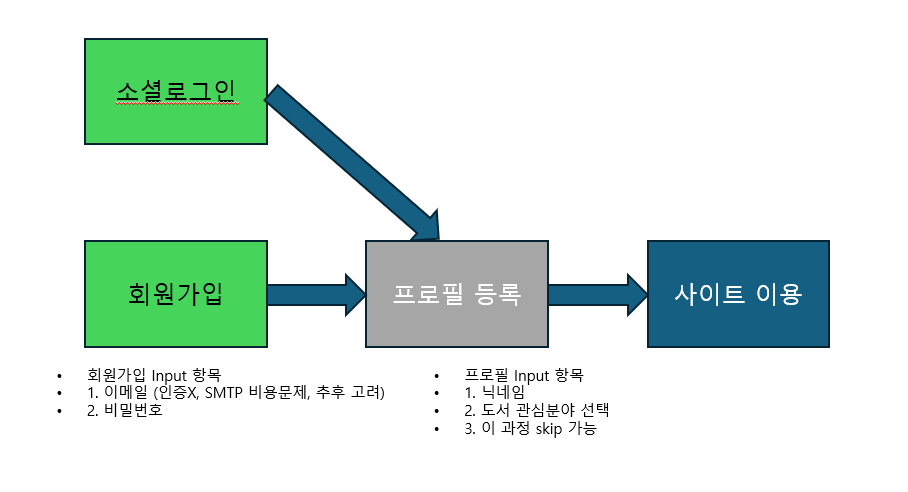 소셜로그인
회원가입
프로필 등록
사이트 이용
• 회원가입 Input 항목
• 1. 이메일 (인증X, SMTP 비용문제, 추후 고려)
• 2. 비밀번호
• 프로필 Input 항목
• 1. 닉네임
• 2. 도서 관심분야 선택
• 3. 이 과정 skip 가능